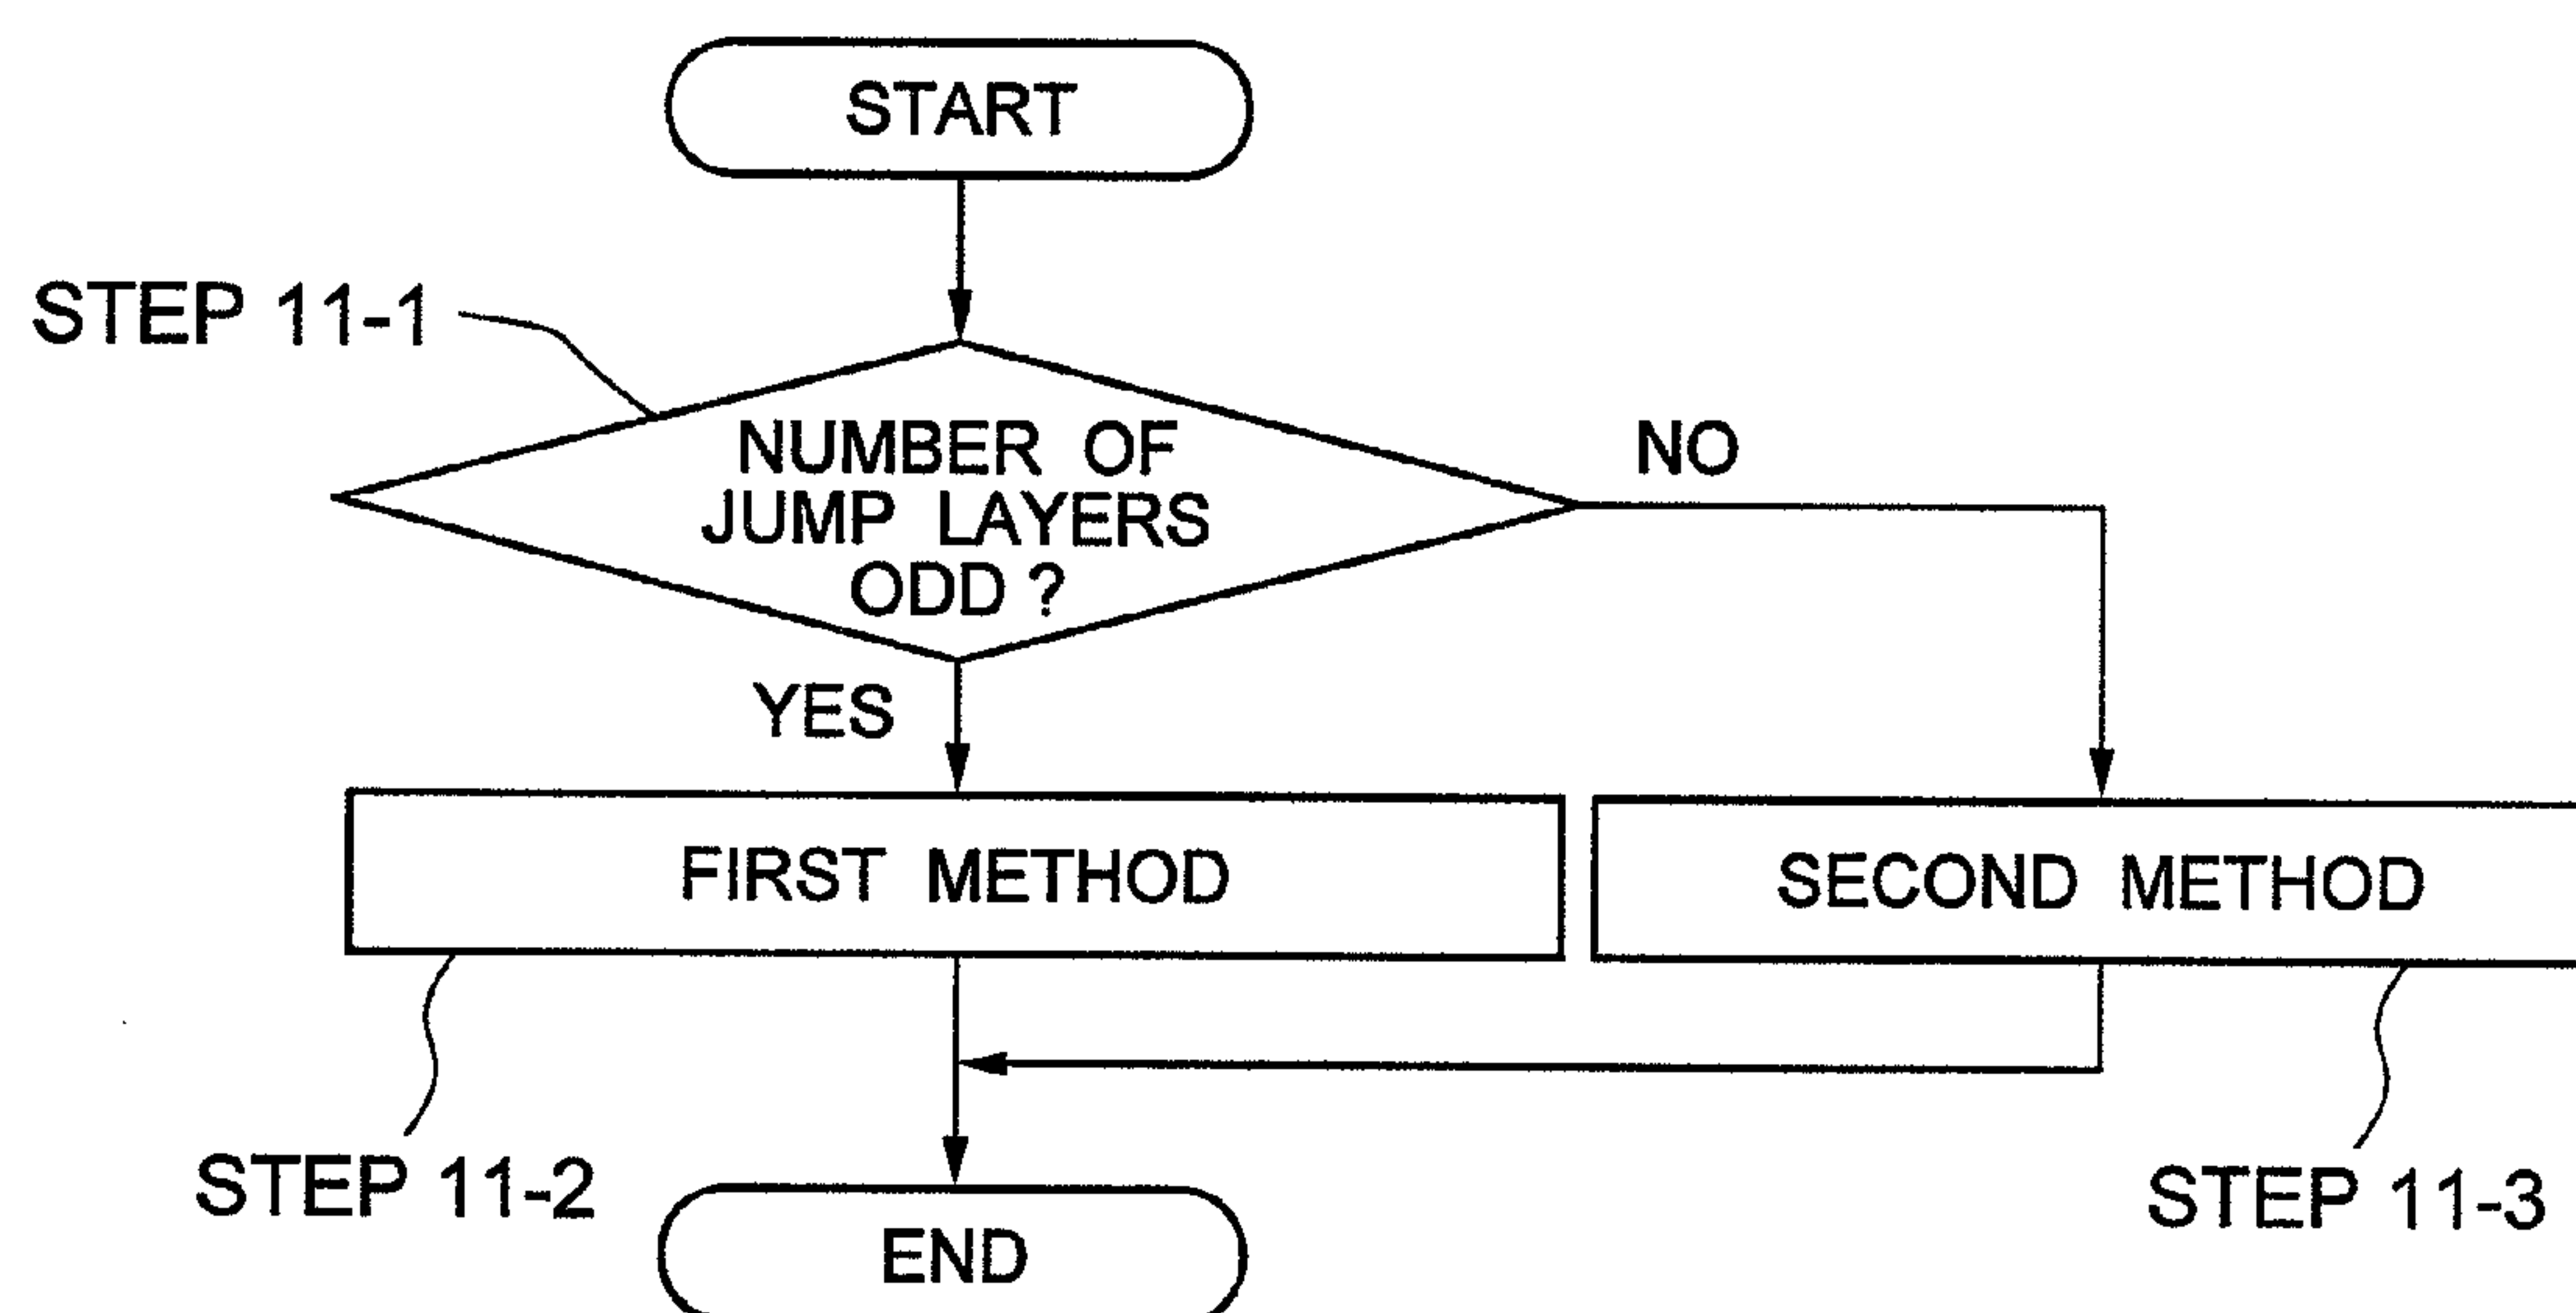 START
STEP 11-1
NUMBER OF
JUMP LAYERS
ODD ?
NO
YES
FIRST METHOD
SECOND METHOD
STEP 11-2
STEP 11-3
END